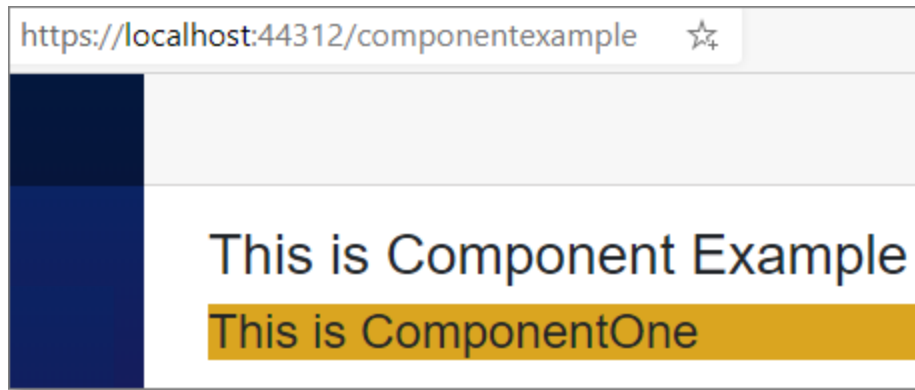 https://localhost:44312/componentexample
This is Component Example
This is ComponentOne